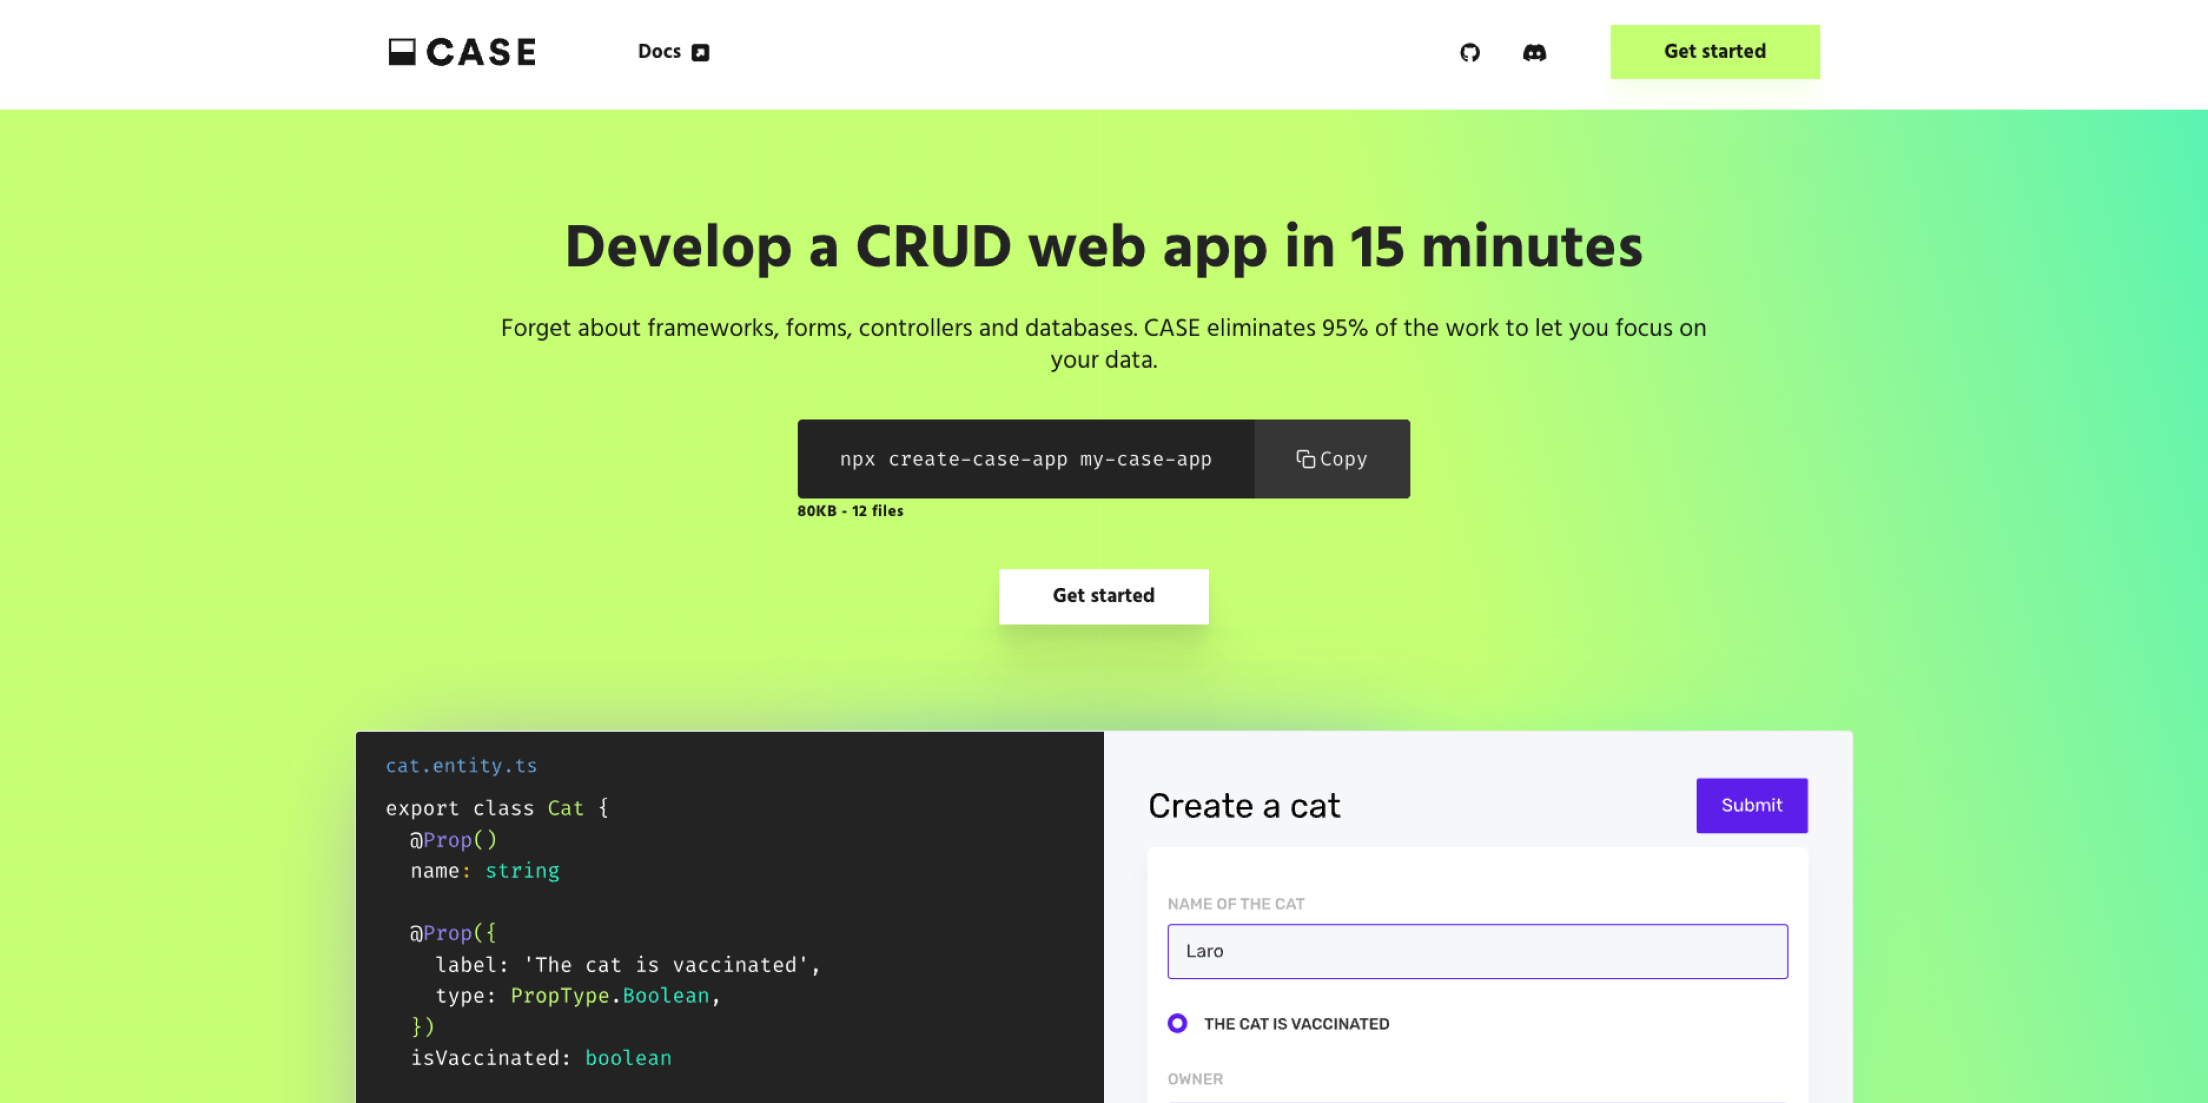 CASE
Docs
Get started
Develop a CRUD web app in 15 minutes
Forget about frameworks, forms, controllers and databases. CASE eliminates 95% of the work to let you focus on
your data.
npx create-case-app my-case-app
Copy
80KB - 12 files
Get started
cat.entity.ts
export class Cat {
@Prop()
name: string
@Prop({
label: 'The cat is vaccinated',
type: PropType.Boolean,
})
isVaccinated: boolean
Create a cat
Submit
NAME OF THE CAT
Laro
THE CAT IS VACCINATED
OWNER